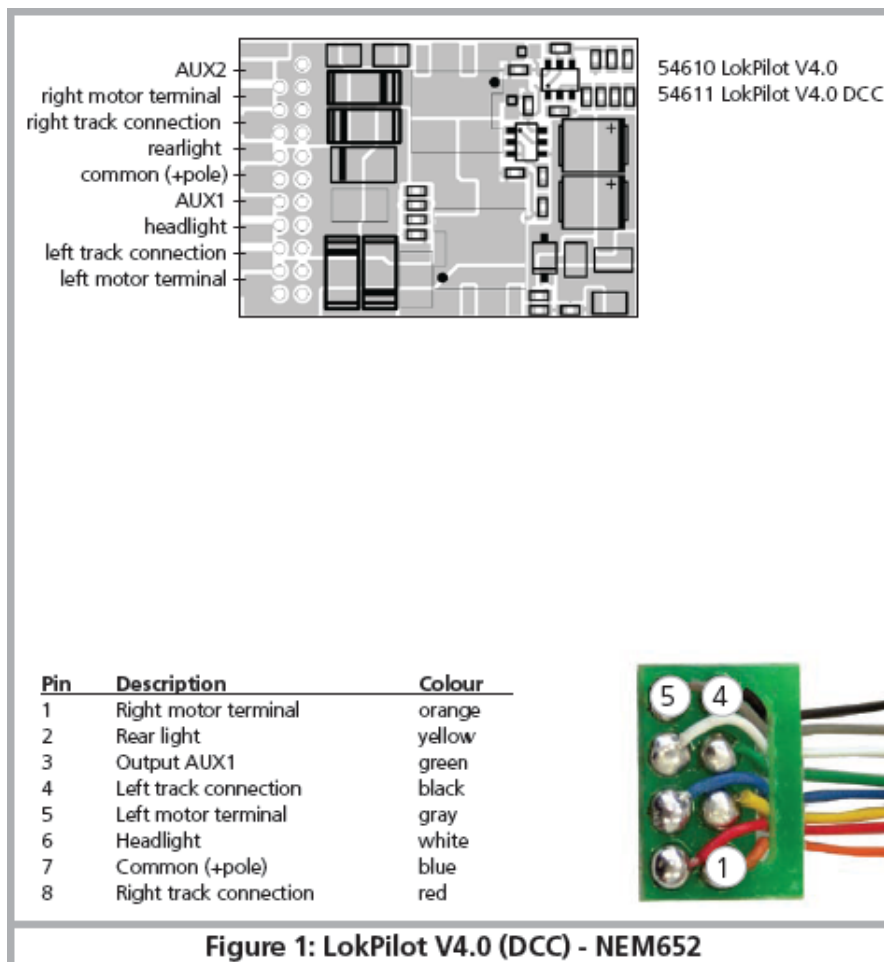 AUX2
right motor terminal
right track connection
rearlight
common (+pole)
AUX1
headlight
left track connection
left motor terminal
54610 LokPilot V4.0
54611 LokPilot V4.0 DCC
+
+
Pin Description Colour
1 Right motor terminal orange
2 Rear light yellow
3 Output AUX1 green
4 Left track connection black
5 Left motor terminal gray
6 Headlight white
7 Common (+pole) blue
8 Right track connection red
5 4
1
Figure 1: LokPilot V4.0 (DCC) - NEM652